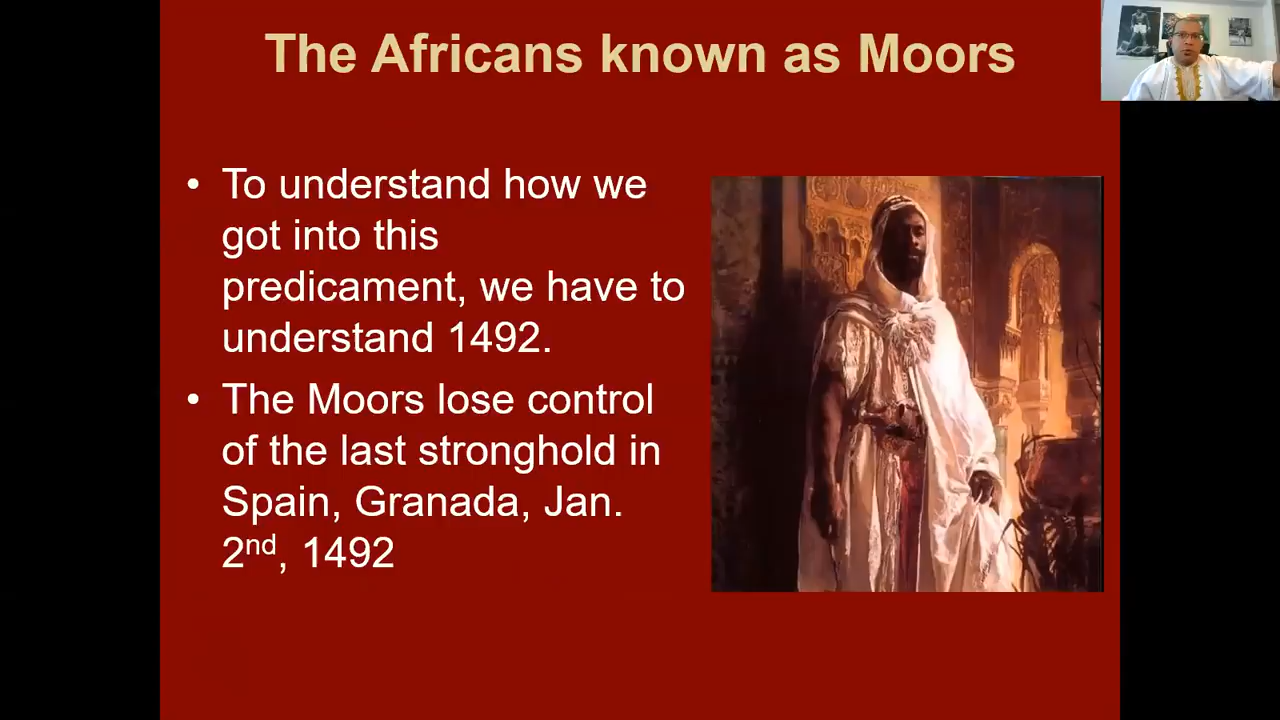 The Africans known as Moors
• To understand how we
got into this
predicament, we have to
understand 1492.
• The Moors lose control
of the last stronghold in
Spain, Granada, Jan.
2nd, 1492